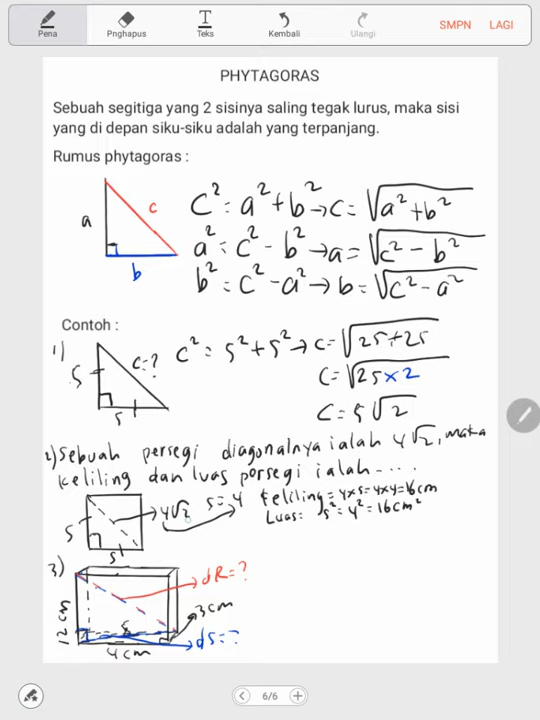 Pena
Pnghapus
Teks
Kembali
Ulangi
SMPN
LAGI
PHYTAGORAS
Sebuah segitiga yang 2 sisinya saling tegak lurus, maka sisi
yang di depan siku-siku adalah yang terpanjang.
Rumus phytagoras :
a
c
b
c² = a² + b² → c = √a² + b²
a² = c² - b² → a = √c² - b²
b² = c² - a² → b = √c² - a²
Contoh :
1)
5
c = ?
5
c² = 5² + 5² → c = √25 + 25
c = √25 × 2
c = 5√2
2) Sebuah persegi diagonalnya ialah 4√2, maka
keliling dan luas persegi ialah ....
5
5
4√2
s = 4
keliling = 4×s = 4×4 = 16 cm
Luas: s² = 4² = 16 cm²
3)
dR = ?
12 cm
3 cm
4 cm
ds = ?
6/6